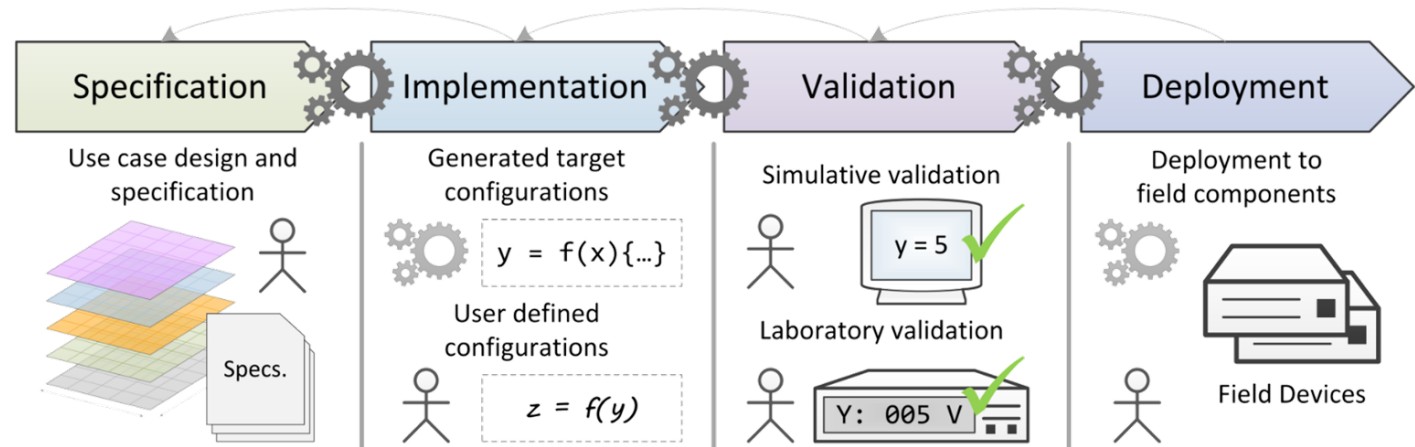 Specification
Implementation
Validation
Deployment
Use case design and
specification
Specs.
Generated target
configurations
y = f(x){…}
User defined
configurations
z = f(y)
Simulative validation
y = 5
Laboratory validation
Y: 005 V
Deployment to
field components
Field Devices